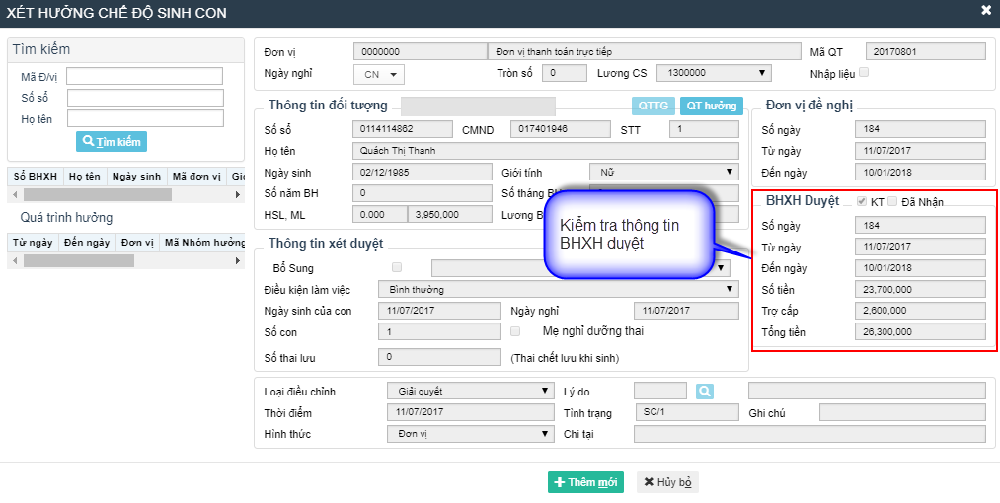 XÉT HƯỞNG CHẾ ĐỘ SINH CON
Tìm kiếm
Mã Đ/vị
Số sổ
Họ tên
Tìm kiếm
Sổ BHXH Họ tên Ngày sinh Mã đơn vị
Quá trình hưởng
Từ ngày Đến ngày Đơn vị Mã Nhóm hưởng
Đơn vị 0000000 Đơn vị thanh toán trực tiếp Mã QT 20170801
Ngày nghỉ CN Tròn số 0 Lương CS 1300000 Nhập liệu
Thông tin đối tượng QTTG QT hưởng
Số sổ 0114114862 CMND 017401946 STT 1
Họ tên Quách Thị Thanh
Ngày sinh 02/12/1985 Giới tính Nữ
Số năm BH 0 Số tháng
HSL, ML 0.000 3,950,000 Lương
Kiểm tra thông tin
BHXH duyệt
Thông tin xét duyệt
Bổ Sung
Điều kiện làm việc Bình thường
Ngày sinh của con 11/07/2017 Ngày nghỉ 11/07/2017
Số con 1 Mẹ nghỉ dưỡng thai
Số thai lưu 0 (Thai chết lưu khi sinh)
Đơn vị đề nghị
Số ngày 184
Từ ngày 11/07/2017
Đến ngày 10/01/2018
BHXH Duyệt KT Đã Nhận
Số ngày 184
Từ ngày 11/07/2017
Đến ngày 10/01/2018
Số tiền 23,700,000
Trợ cấp 2,600,000
Tổng tiền 26,300,000
Loại điều chỉnh Giải quyết Lý do
Thời điểm 11/07/2017 Tình trạng SC/1 Ghi chú
Hình thức Đơn vị Chi tại
Thêm mới Hủy bỏ